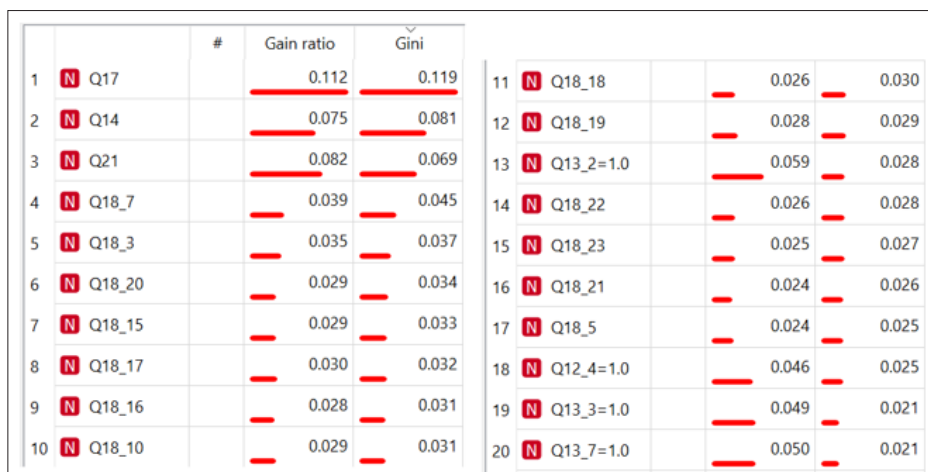 # Gain ratio Gini
1 N Q17 0.112 0.119
2 N Q14 0.075 0.081
3 N Q21 0.082 0.069
4 N Q18_7 0.039 0.045
5 N Q18_3 0.035 0.037
6 N Q18_20 0.029 0.034
7 N Q18_15 0.029 0.033
8 N Q18_17 0.030 0.032
9 N Q18_16 0.028 0.031
10 N Q18_10 0.029 0.031
11 N Q18_18 0.026 0.030
12 N Q18_19 0.028 0.029
13 N Q13_2=1.0 0.059 0.028
14 N Q18_22 0.026 0.028
15 N Q18_23 0.025 0.027
16 N Q18_21 0.024 0.026
17 N Q18_5 0.024 0.025
18 N Q12_4=1.0 0.046 0.025
19 N Q13_3=1.0 0.049 0.021
20 N Q13_7=1.0 0.050 0.021